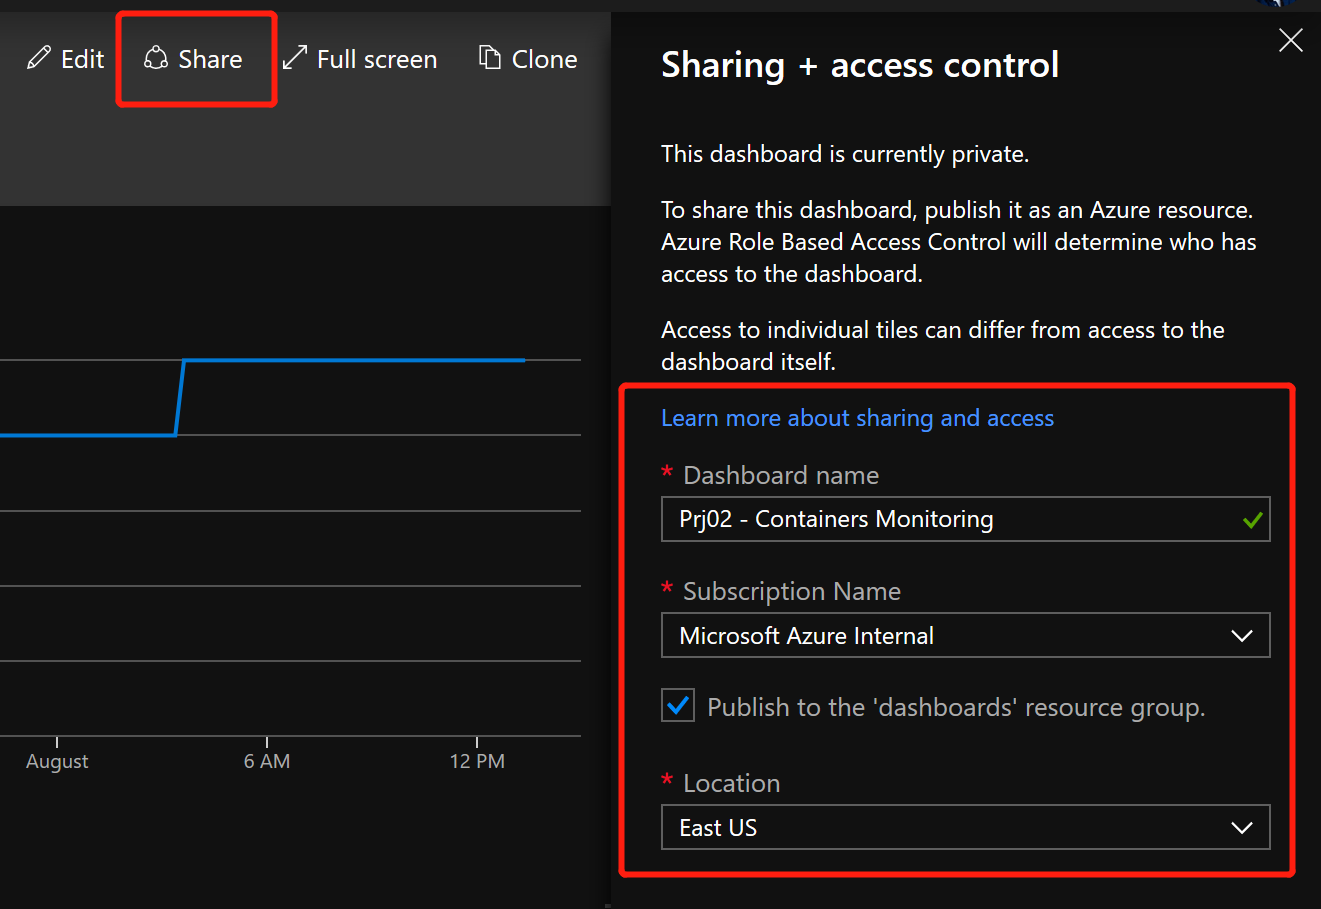 Edit Share Full screen Clone
August 6 AM 12 PM
Sharing + access control
This dashboard is currently private.
To share this dashboard, publish it as an Azure resource.
Azure Role Based Access Control will determine who has
access to the dashboard.
Access to individual tiles can differ from access to the
dashboard itself.
Learn more about sharing and access
* Dashboard name
Prj02 - Containers Monitoring
* Subscription Name
Microsoft Azure Internal
Publish to the 'dashboards' resource group.
* Location
East US